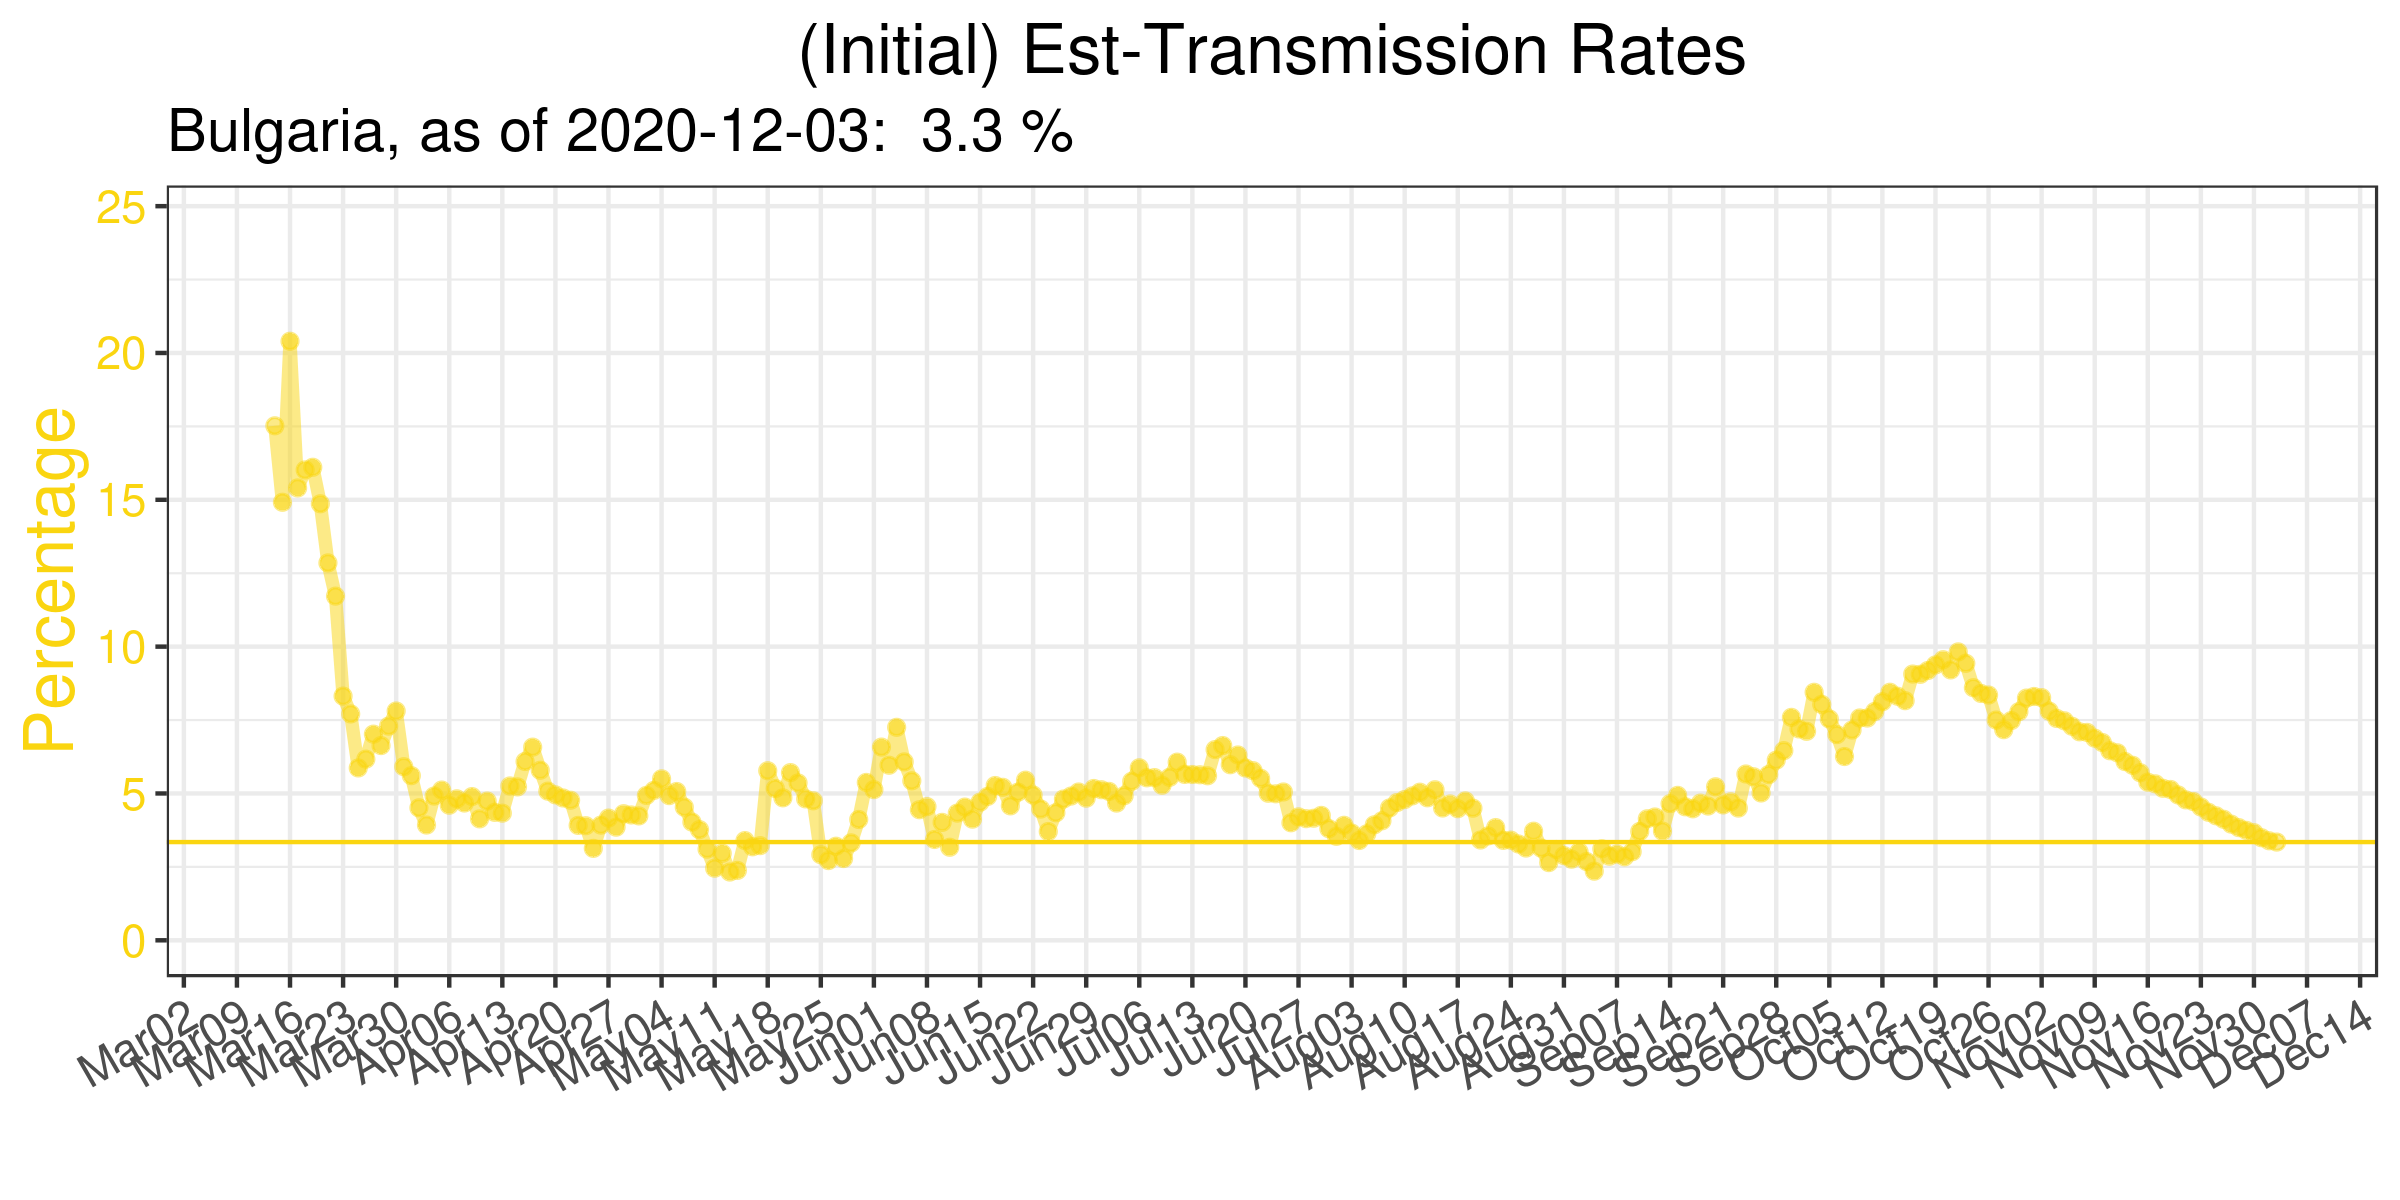 (Initial) Est-Transmission Rates
Bulgaria, as of 2020-12-03:  3.3 %
Percentage
25
20
15
10
5
0
Mar02
Mar09
Mar16
Mar23
Mar30
Apr06
Apr13
Apr20
Apr27
May04
May11
May18
May25
Jun01
Jun08
Jun15
Jun22
Jun29
Jul06
Jul13
Jul20
Jul27
Aug03
Aug10
Aug17
Aug24
Aug31
Sep07
Sep14
Sep21
Sep28
Oct05
Oct12
Oct19
Oct26
Nov02
Nov09
Nov16
Nov23
Nov30
Dec07
Dec14